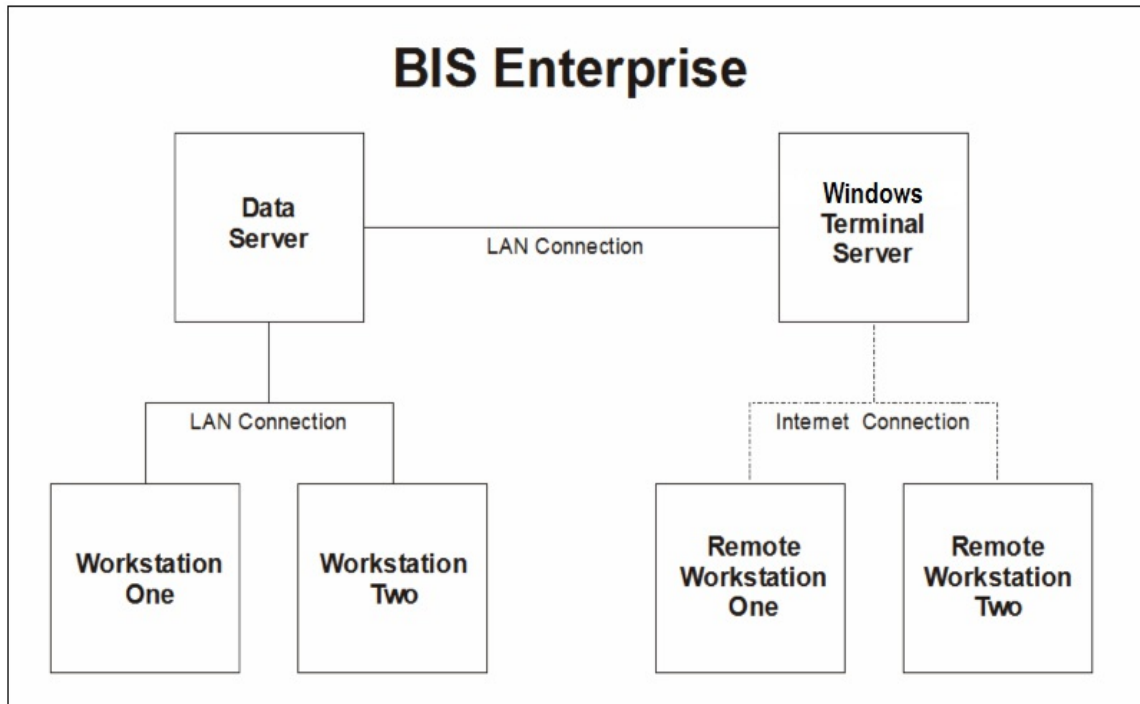 BIS Enterprise
Data
Server
Windows
Terminal
Server
LAN Connection
LAN Connection
Internet Connection
Workstation
One
Workstation
Two
Remote
Workstation
One
Remote
Workstation
Two